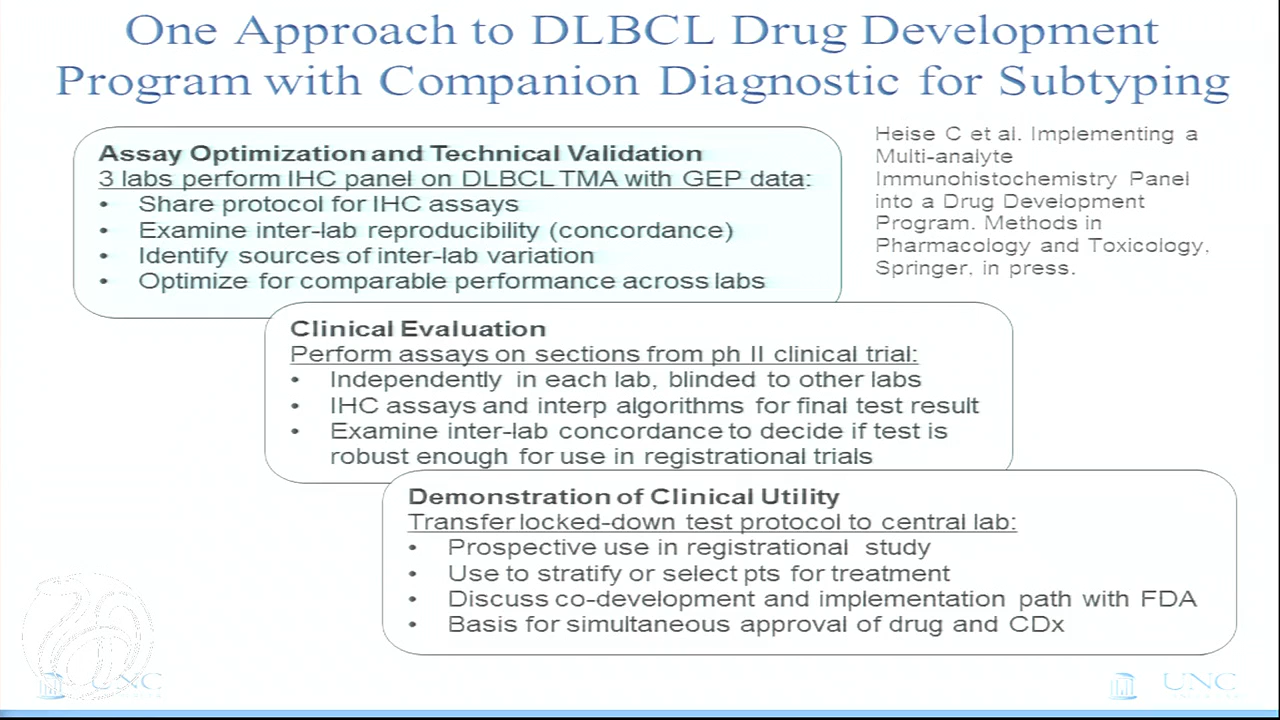 One Approach to DLBCL Drug Development
Program with Companion Diagnostic for Subtyping
Assay Optimization and Technical Validation
3 labs perform IHC panel on DLBCL TMA with GEP data:
• Share protocol for IHC assays
• Examine inter-lab reproducibility (concordance)
• Identify sources of inter-lab variation
• Optimize for comparable performance across labs
Heise C et al. Implementing a
Multi-analyte
Immunohistochemistry Panel
into a Drug Development
Program. Methods in
Pharmacology and Toxicology,
Springer, in press.
Clinical Evaluation
Perform assays on sections from ph II clinical trial:
• Independently in each lab, blinded to other labs
• IHC assays and interp algorithms for final test result
• Examine inter-lab concordance to decide if test is
robust enough for use in registrational trials
Demonstration of Clinical Utility
Transfer locked-down test protocol to central lab:
• Prospective use in registrational study
• Use to stratify or select pts for treatment
• Discuss co-development and implementation path with FDA
• Basis for simultaneous approval of drug and CDx
UNC
UNC